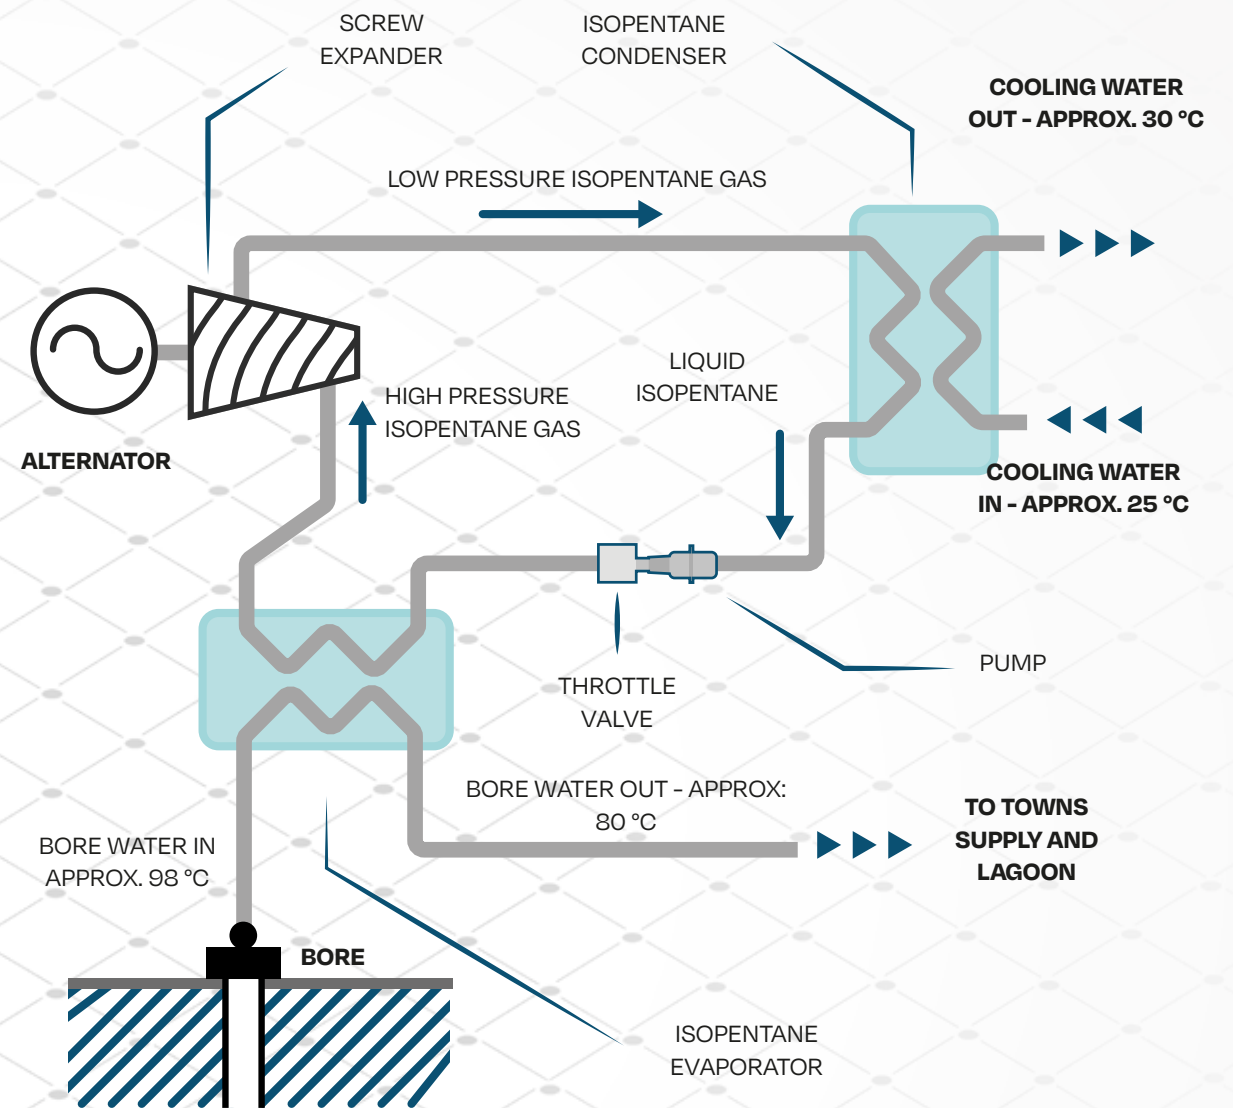 SCREW
EXPANDER
ISOPENTANE
CONDENSER
COOLING WATER
OUT - APPROX. 30 °C
LOW PRESSURE ISOPENTANE GAS
LIQUID
ISOPENTANE
HIGH PRESSURE
ISOPENTANE GAS
ALTERNATOR
COOLING WATER
IN - APPROX. 25 °C
PUMP
THROTTLE
VALVE
BORE WATER OUT - APPROX:
80 °C
TO TOWNS
SUPPLY AND
LAGOON
BORE WATER IN
APPROX. 98 °C
BORE
ISOPENTANE
EVAPORATOR